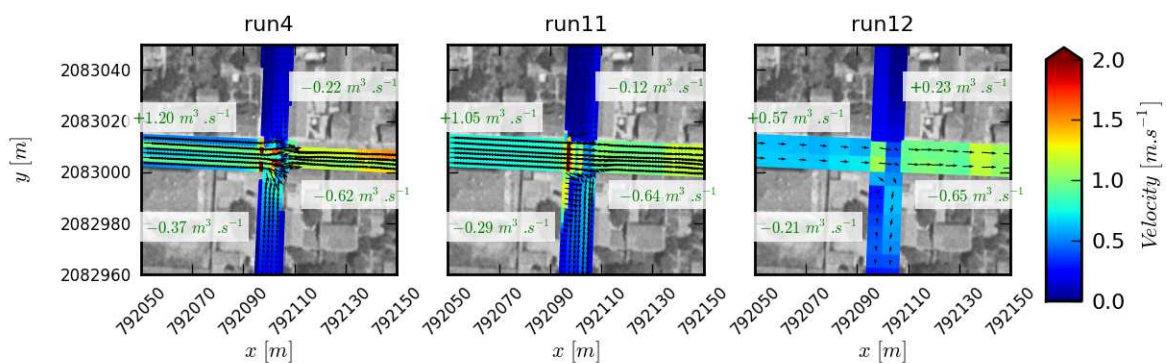 run4 run11 run12
2083040
2083020
2083000
2082980
2082960
y [m]
−0.22 m³ .s⁻¹
+1.20 m³ .s⁻¹
−0.62 m³ .s⁻¹
−0.37 m³ .s⁻¹
−0.12 m³ .s⁻¹
+1.05 m³ .s⁻¹
−0.64 m³ .s⁻¹
−0.29 m³ .s⁻¹
+0.23 m³ .s⁻¹
+0.57 m³ .s⁻¹
−0.65 m³ .s⁻¹
−0.21 m³ .s⁻¹
792050 792070 792090 792110 792130 792150
792050 792070 792090 792110 792130 792150
792050 792070 792090 792110 792130 792150
x [m] x [m] x [m]
2.0
1.5
1.0
0.5
0.0
Velocity [m.s⁻¹]